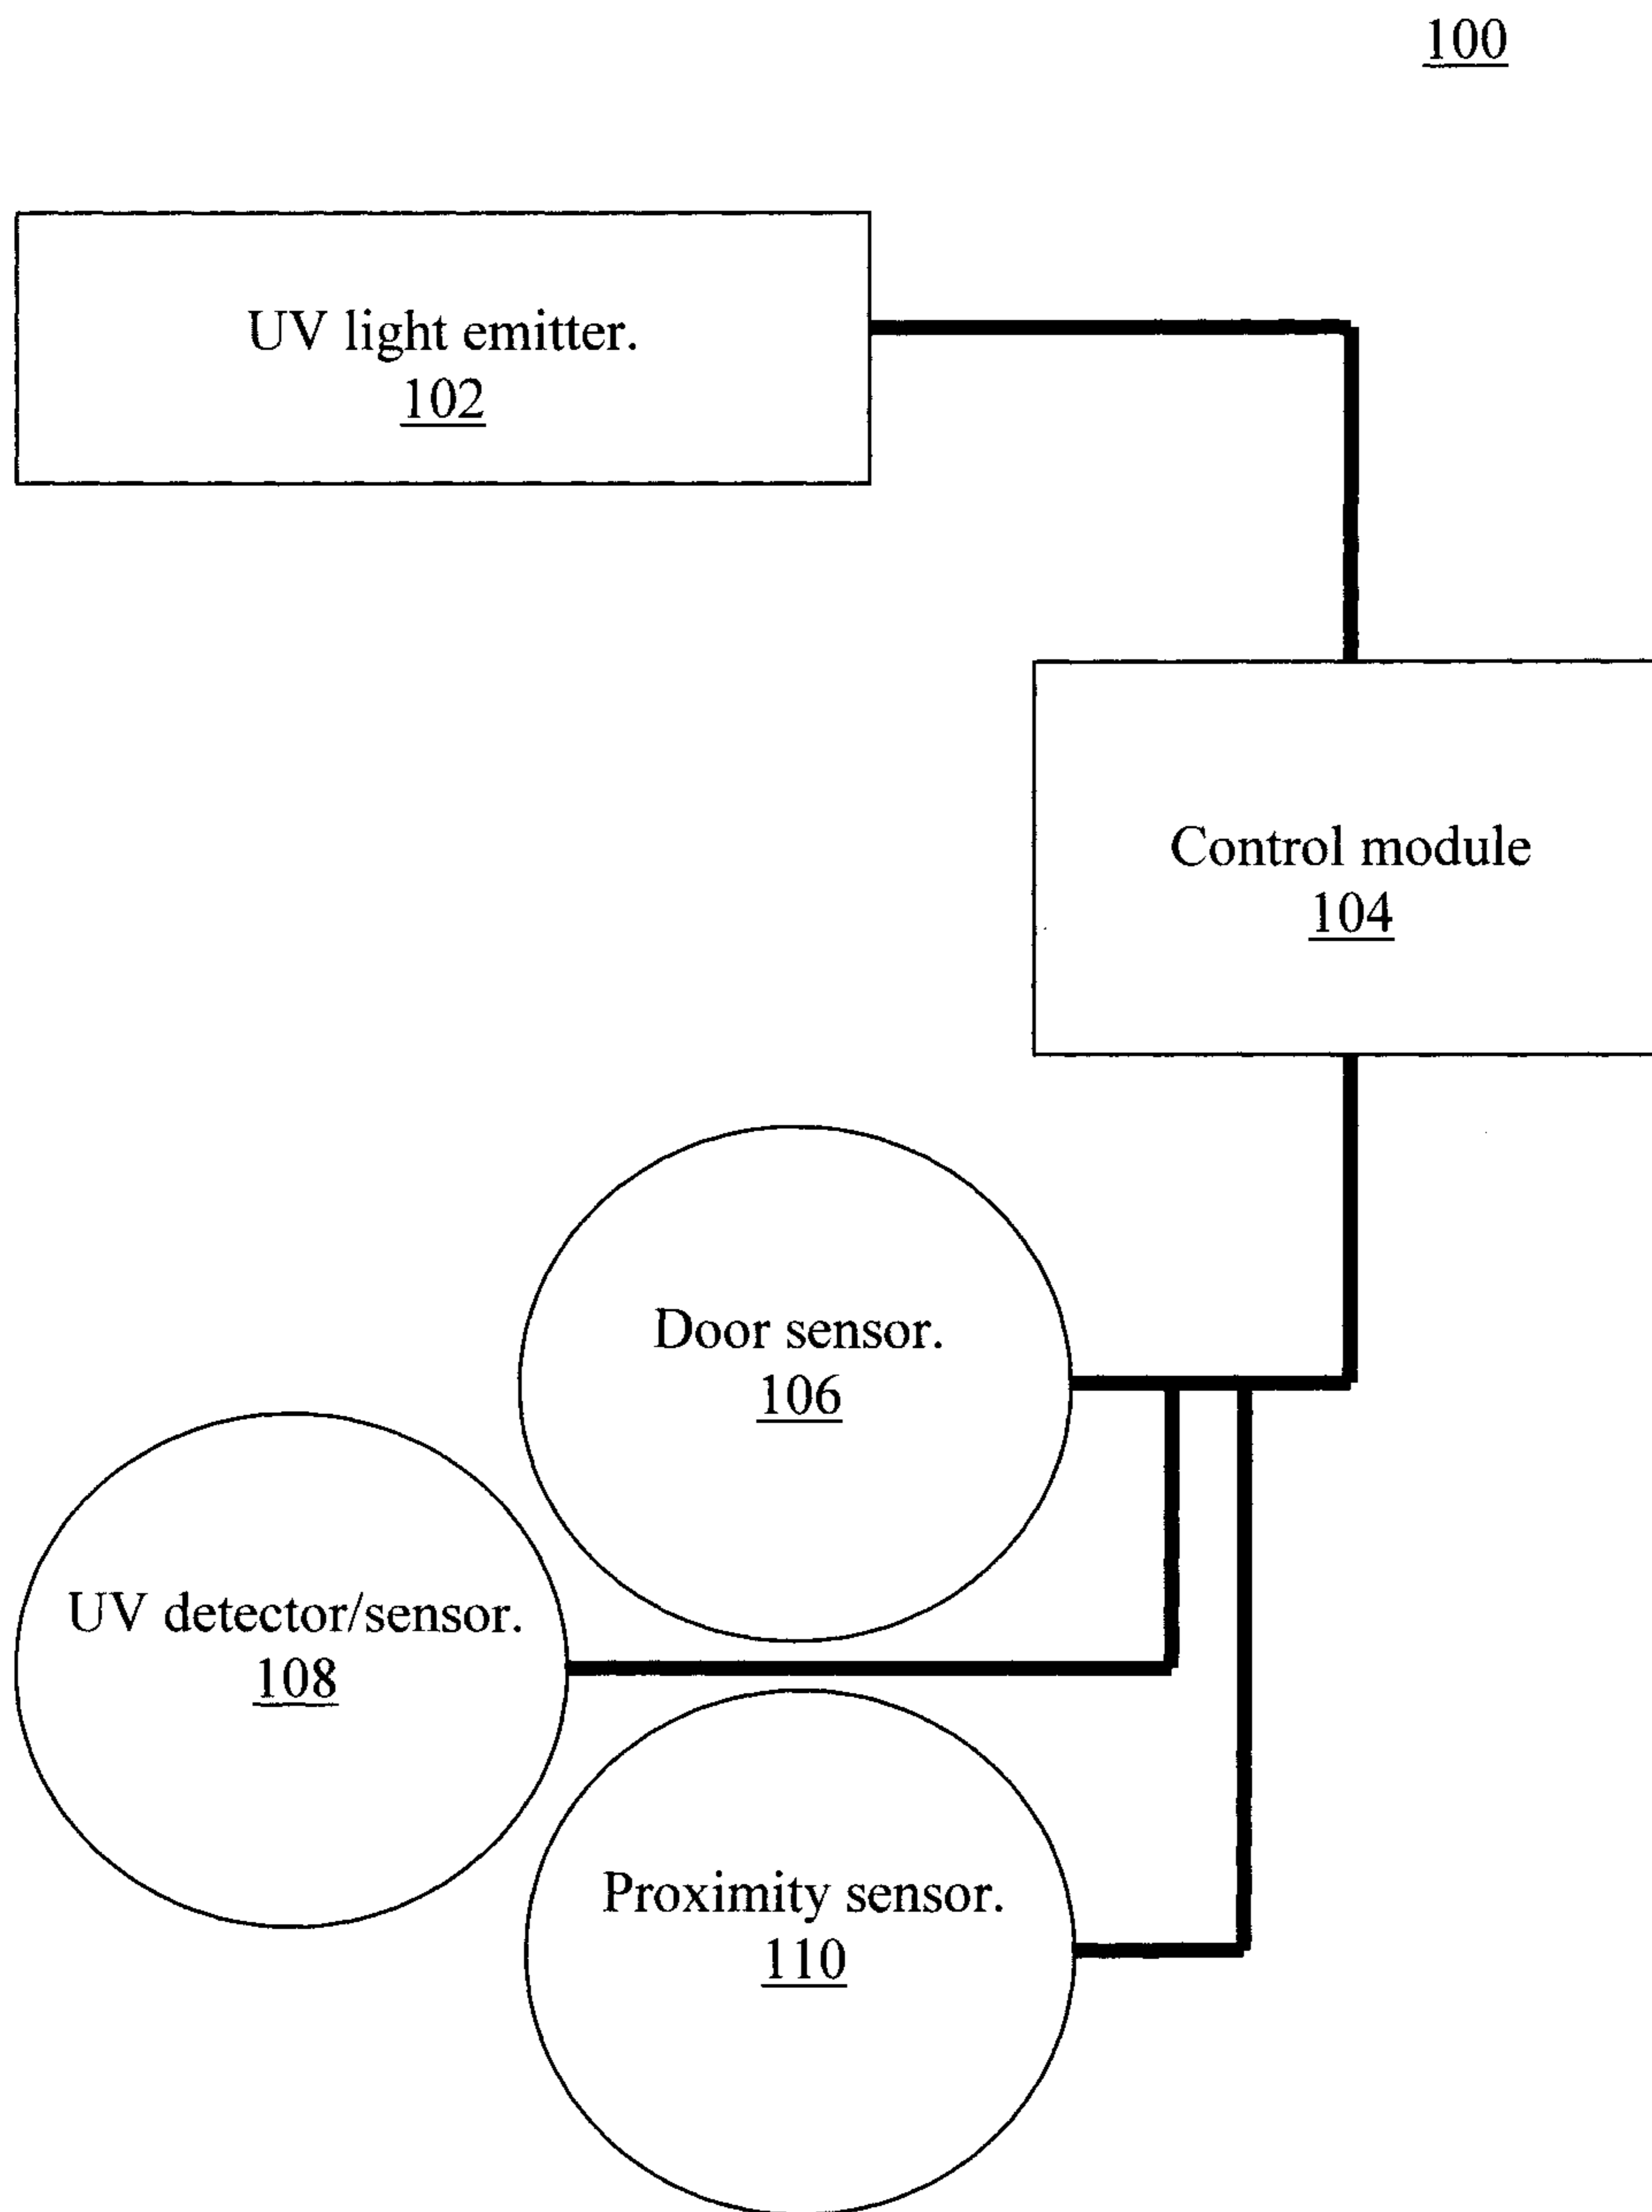 100
UV light emitter.
102
Control module
104
Door sensor.
106
UV detector/sensor.
108
Proximity sensor.
110